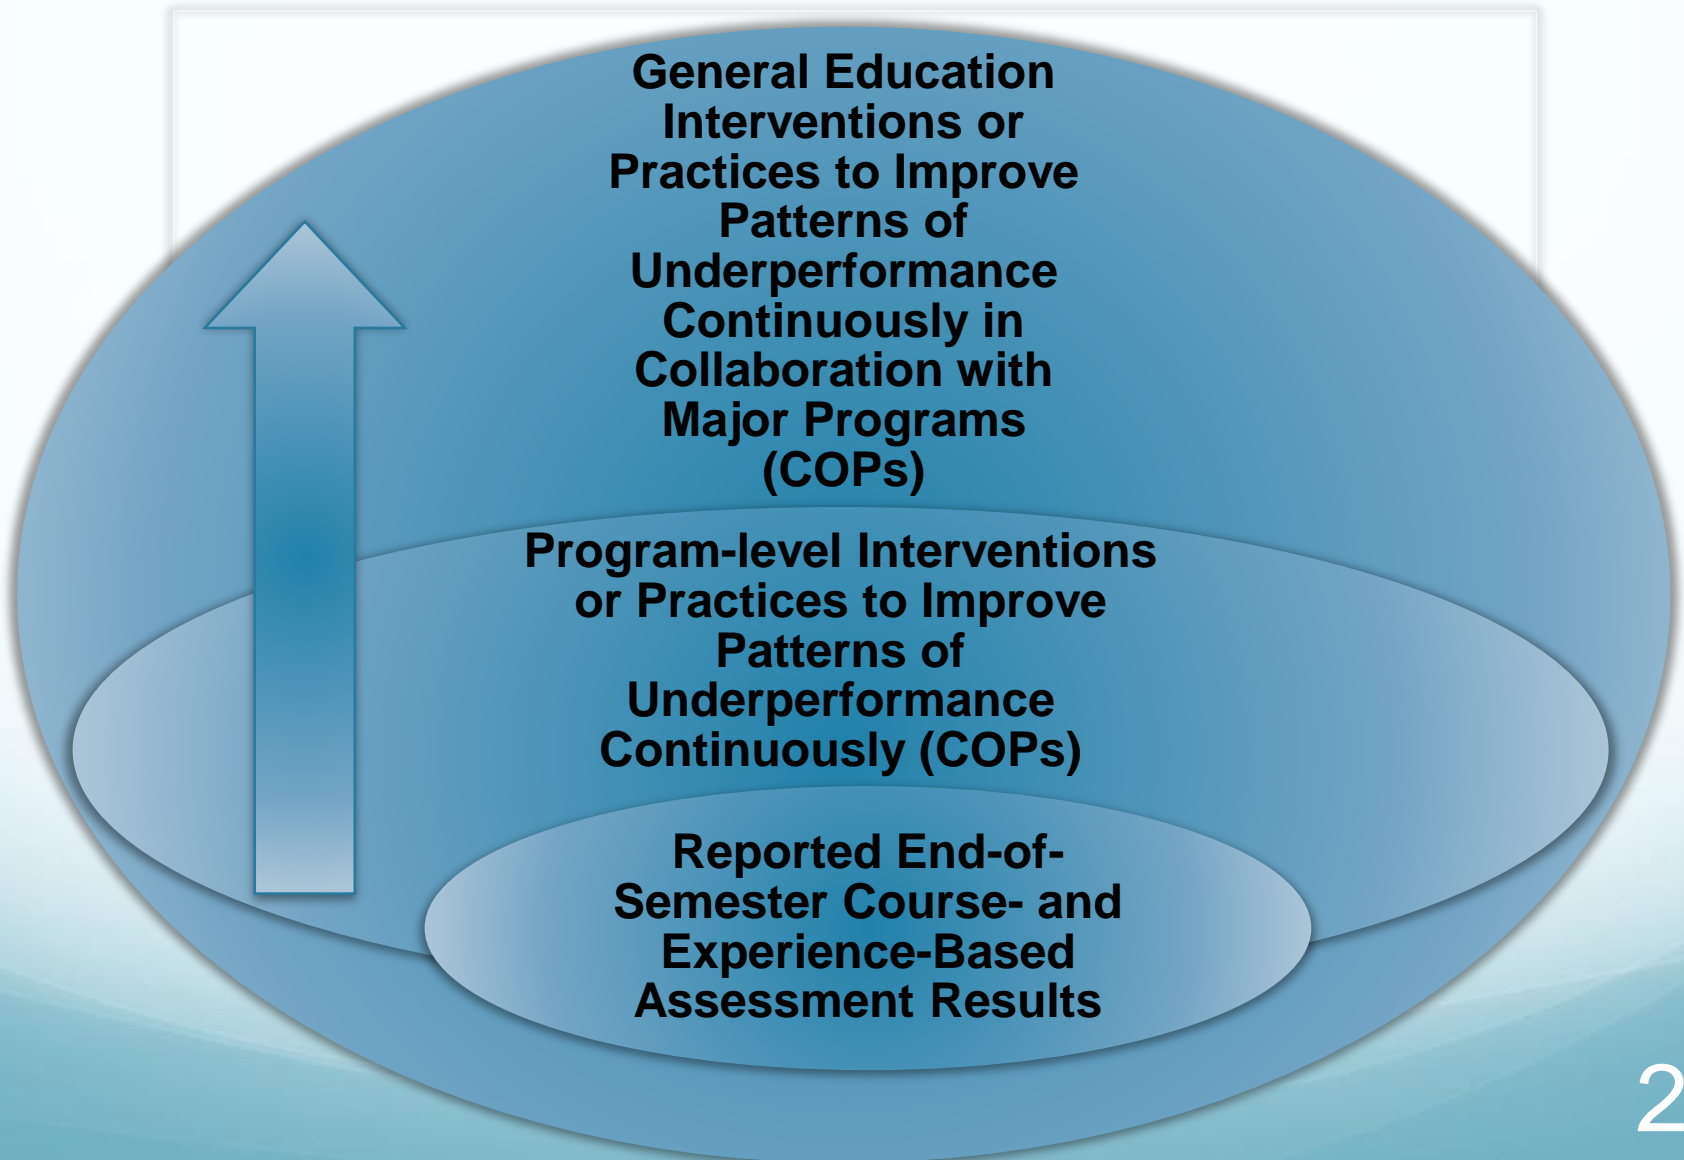 General Education
Interventions or
Practices to Improve
Patterns of
Underperformance
Continuously in
Collaboration with
Major Programs
(COPs)
Program-level Interventions
or Practices to Improve
Patterns of
Underperformance
Continuously (COPs)
Reported End-of-
Semester Course- and
Experience-Based
Assessment Results
2